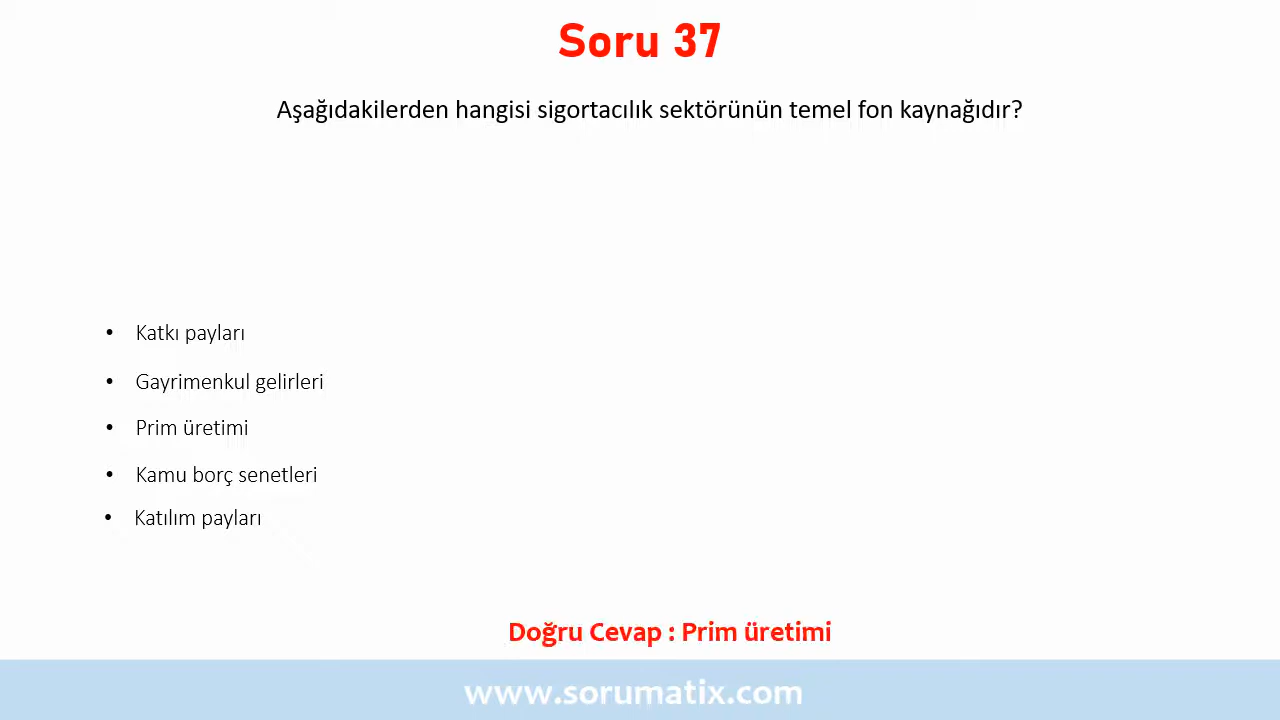 Soru 37
Aşağıdakilerden hangisi sigortacılık sektörünün temel fon kaynağıdır?
• Katkı payları
• Gayrimenkul gelirleri
• Prim üretimi
• Kamu borç senetleri
• Katılım payları
Doğru Cevap : Prim üretimi
www.sorumatix.com